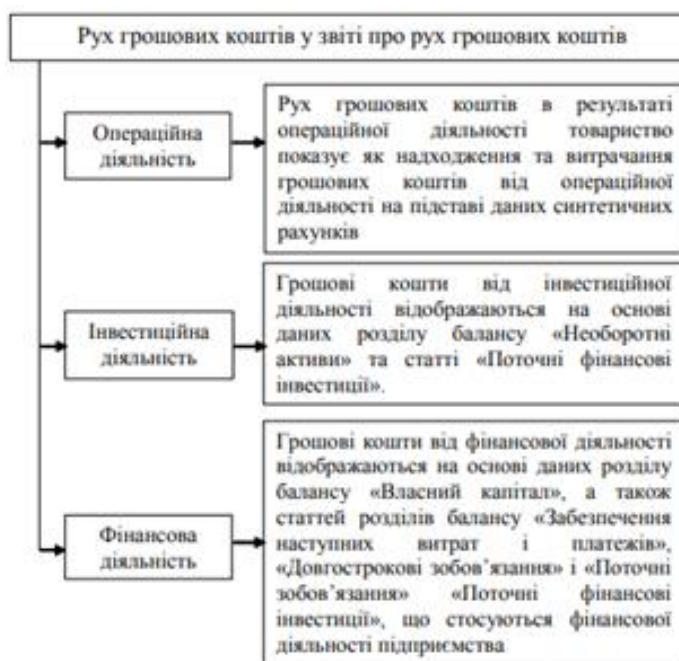 Рух грошових коштів у звіті про рух грошових коштів
Операційна
діяльність
Рух грошових коштів в результаті
операційної діяльності товариство
показує як надходження та витрачання
грошових коштів від операційної
діяльності на підставі даних синтетичних
рахунків
Інвестиційна
діяльність
Грошові кошти від інвестиційної
діяльності відображаються на основі
даних розділу балансу «Необоротні
активи» та статті «Поточні фінансові
інвестиції».
Фінансова
діяльність
Грошові кошти від фінансової діяльності
відображаються на основі даних розділу
балансу «Власний капітал», а також
статтей розділів балансу «Забезпечення
наступних витрат і платежів»,
«Довгострокові зобов’язання» і «Поточні
зобов’язання» «Поточні фінансові
інвестиції», що стосуються фінансової
діяльності підприємства